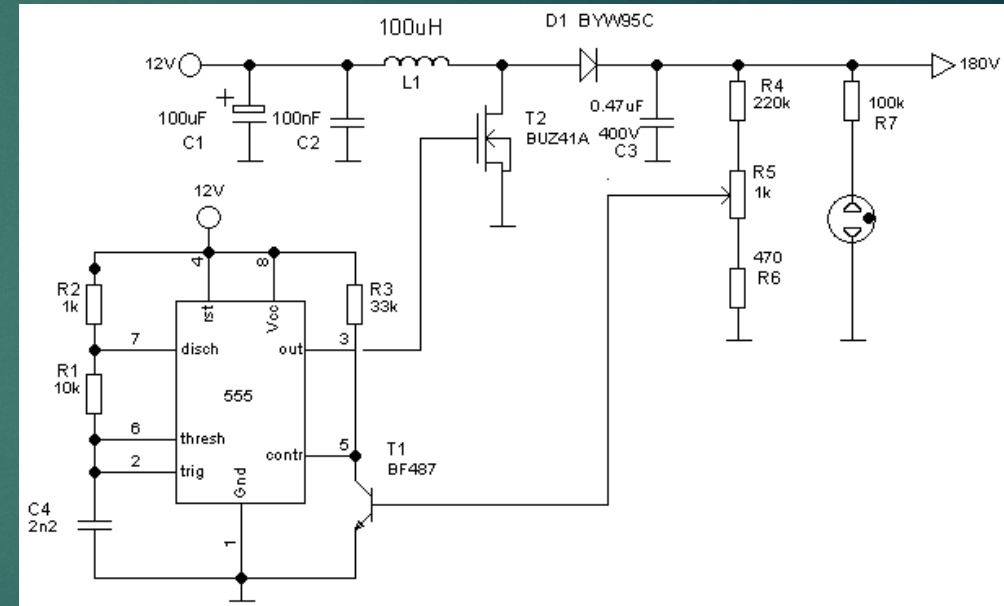 D1 BYW95C
100uH
12V
L1
180V
100uF
C1
100nF
C2
T2
BUZ41A
0.47uF
400V
C3
R4
220k
100k
R7
R5
1k
470
R6
12V
4
8
R2
1k
R3
33k
rst
Vcc
7
disch
out
3
R1
10k
555
6
thresh
contr
5
2
trig
Gnd
T1
BF487
C4
2n2
1